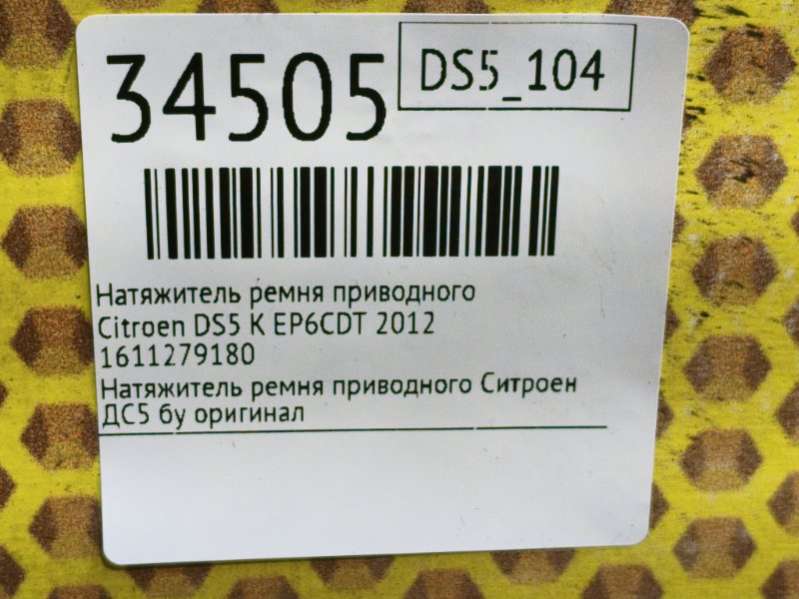 34505
DS5_104
Натяжитель ремня приводного
Citroen DS5 K EP6CDT 2012
1611279180
Натяжитель ремня приводного Ситроен
ДС5 бу оригинал